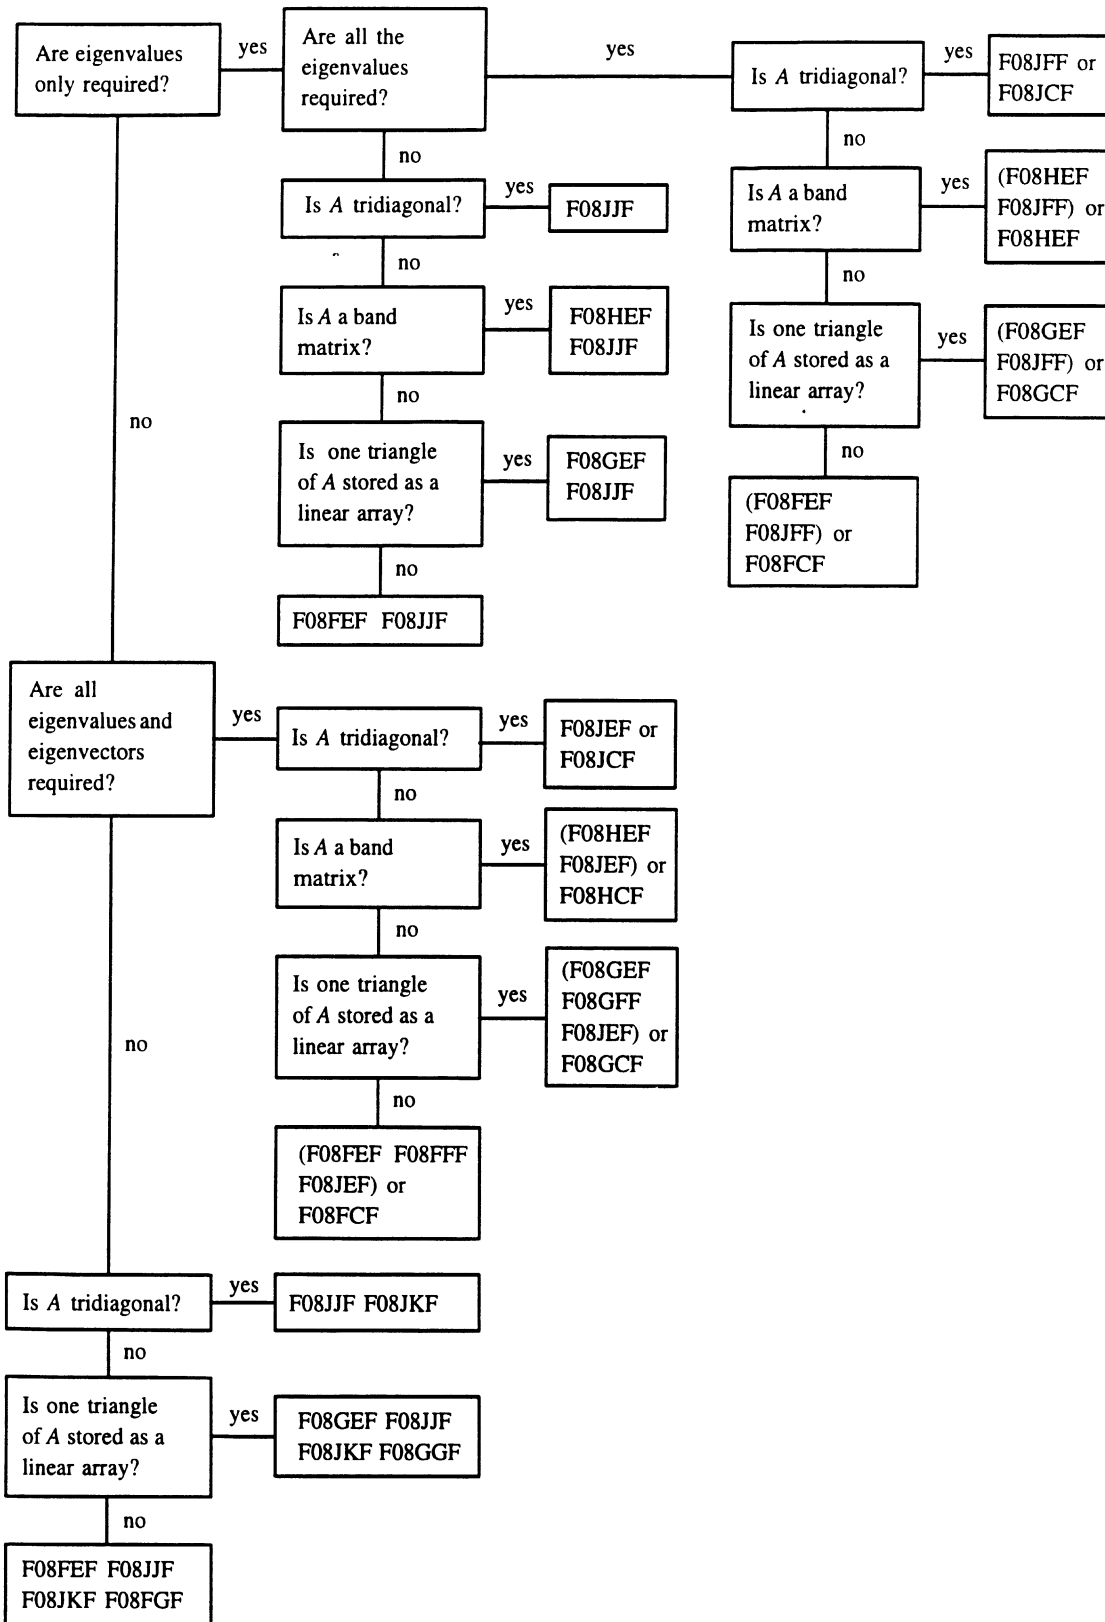 Are eigenvalues
only required?
yes
Are all the
eigenvalues
required?
yes
Is A tridiagonal?
yes
F08JFF or
F08JCF
no
Is A a band
matrix?
yes
(F08HEF
F08JFF) or
F08HEF
no
Is one triangle
of A stored as a
linear array?
yes
(F08GEF
F08JFF) or
F08GCF
no
(F08FEF
F08JFF) or
F08FCF
no
Is A tridiagonal?
yes
F08JJF
no
Is A a band
matrix?
yes
F08HEF
F08JJF
no
Is one triangle
of A stored as a
linear array?
yes
F08GEF
F08JJF
no
F08FEF F08JJF
no
Are all
eigenvalues and
eigenvectors
required?
yes
Is A tridiagonal?
yes
F08JEF or
F08JCF
no
Is A a band
matrix?
yes
(F08HEF
F08JEF) or
F08HCF
no
Is one triangle
of A stored as a
linear array?
yes
(F08GEF
F08GFF
F08JEF) or
F08GCF
no
(F08FEF F08FFF
F08JEF) or
F08FCF
no
Is A tridiagonal?
yes
F08JJF F08JKF
no
Is one triangle
of A stored as a
linear array?
yes
F08GEF F08JJF
F08JKF F08GGF
no
F08FEF F08JJF
F08JKF F08FGF